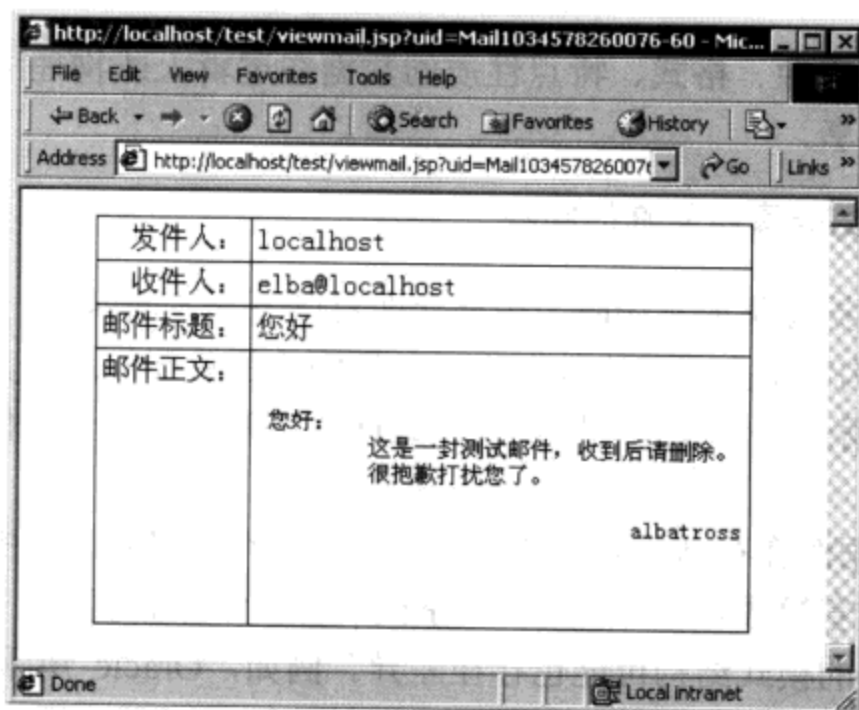 http://localhost/test/viewmail.jsp?uid=Mail1034578260076-60 - Mic...
File Edit View Favorites Tools Help
Back Search Favorites History »
Address http://localhost/test/viewmail.jsp?uid=Mail103457826007 Go Links »
发件人： localhost
收件人： elba@localhost
邮件标题： 您好
邮件正文：
您好：
这是一封测试邮件，收到后请删除。
很抱歉打扰您了。
albatross
Done Local intranet